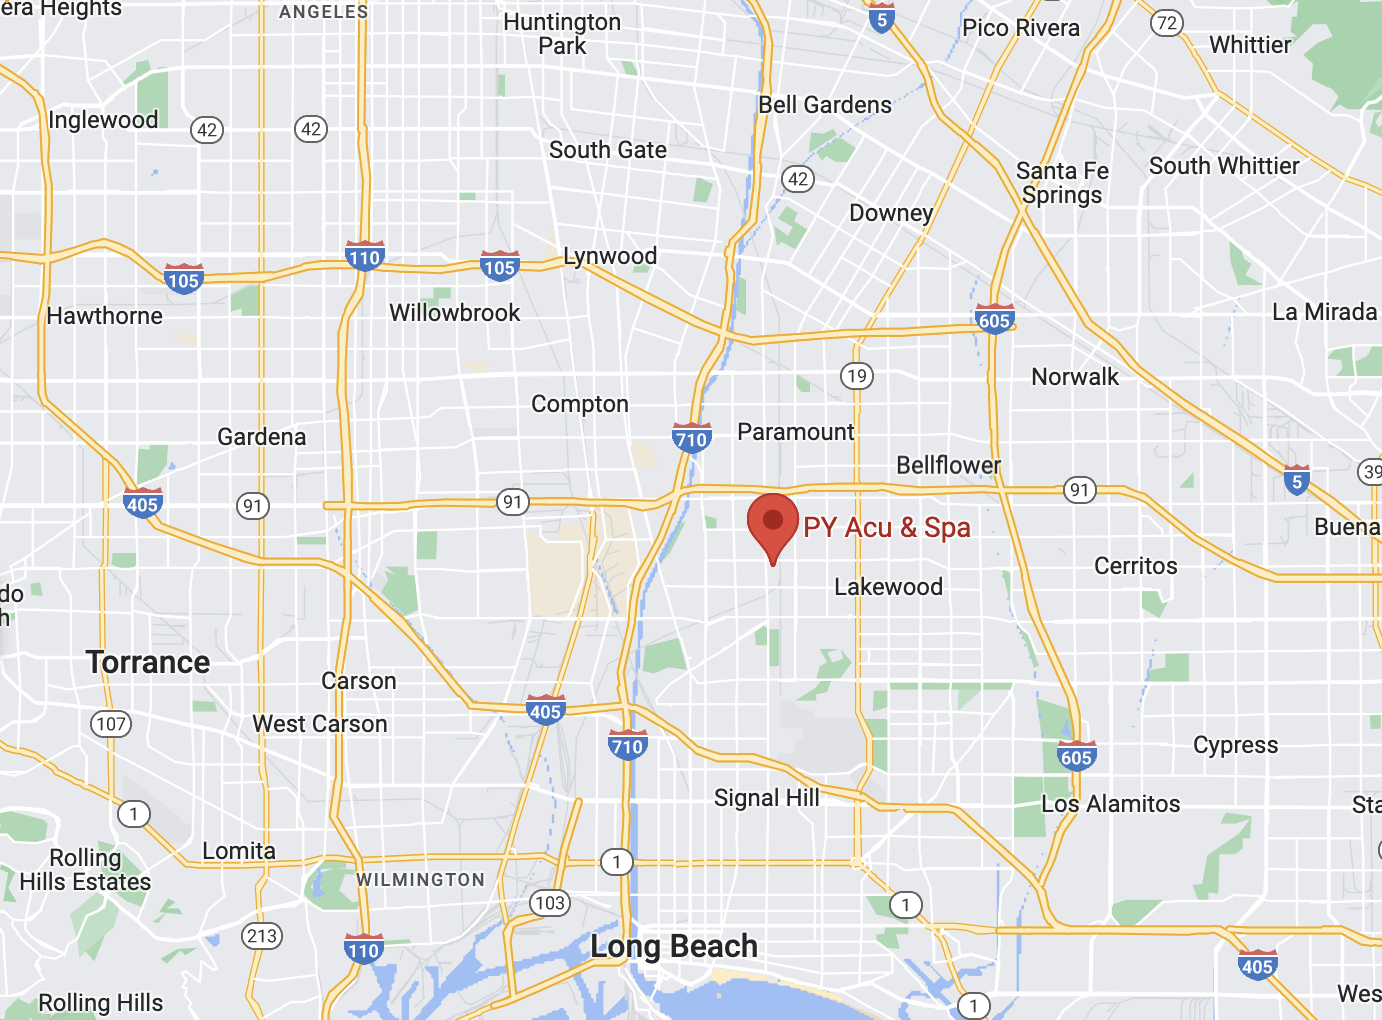 era Heights
ANGELES
Huntington
Park
5
Pico Rivera
72
Whittier
Inglewood
42
42
Bell Gardens
South Gate
42
Santa Fe
Springs
South Whittier
Downey
110
105
105
Lynwood
Hawthorne
Willowbrook
605
La Mirada
19
Norwalk
Compton
Gardena
710
Paramount
Bellflower
39
5
405
91
91
91
PY Acu & Spa
Buena
Cerritos
do
h
Lakewood
Torrance
Carson
107
West Carson
405
710
605
Cypress
Signal Hill
Los Alamitos
Sta
1
Lomita
Rolling
Hills Estates
1
WILMINGTON
103
1
213
110
Long Beach
405
Rolling Hills
1
Wes